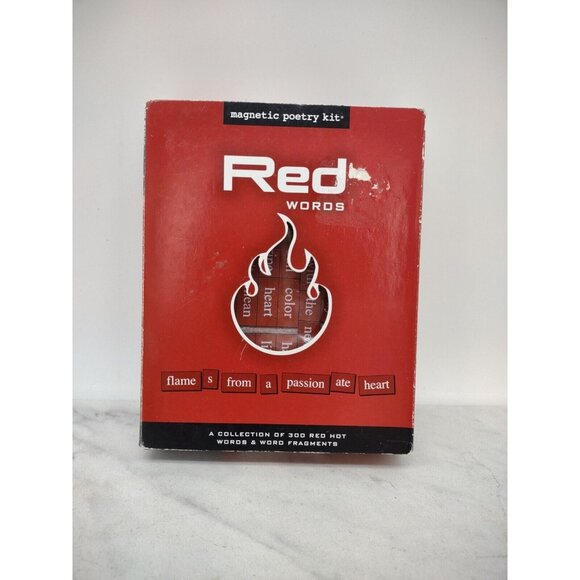 magnetic poetry kit®
Red
WORDS
heart
color
the
flame s from a passion ate heart
A COLLECTION OF 300 RED HOT
WORDS & WORD FRAGMENTS